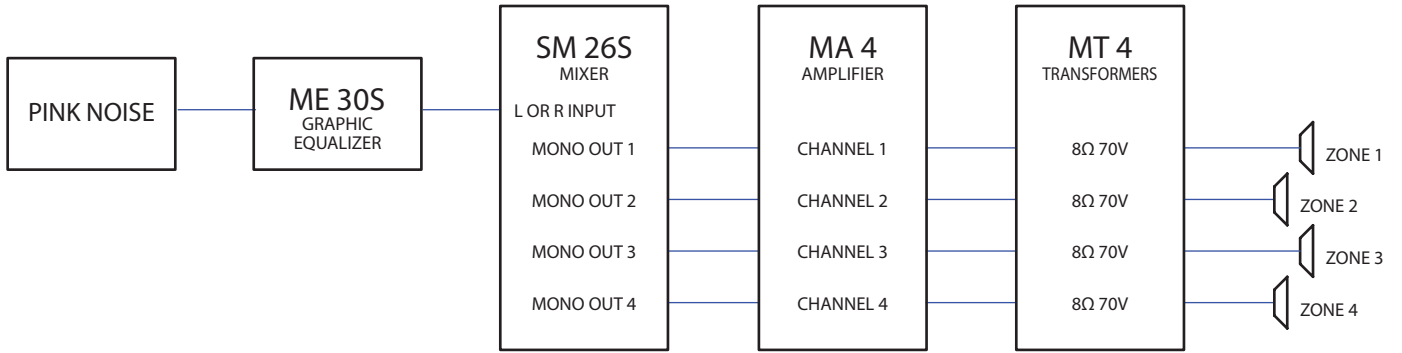 PINK NOISE
ME 30S
GRAPHIC
EQUALIZER
SM 26S
MIXER
L OR R INPUT
MONO OUT 1
MONO OUT 2
MONO OUT 3
MONO OUT 4
MA 4
AMPLIFIER
CHANNEL 1
CHANNEL 2
CHANNEL 3
CHANNEL 4
MT 4
TRANSFORMERS
8Ω 70V
8Ω 70V
8Ω 70V
8Ω 70V
ZONE 1
ZONE 2
ZONE 3
ZONE 4